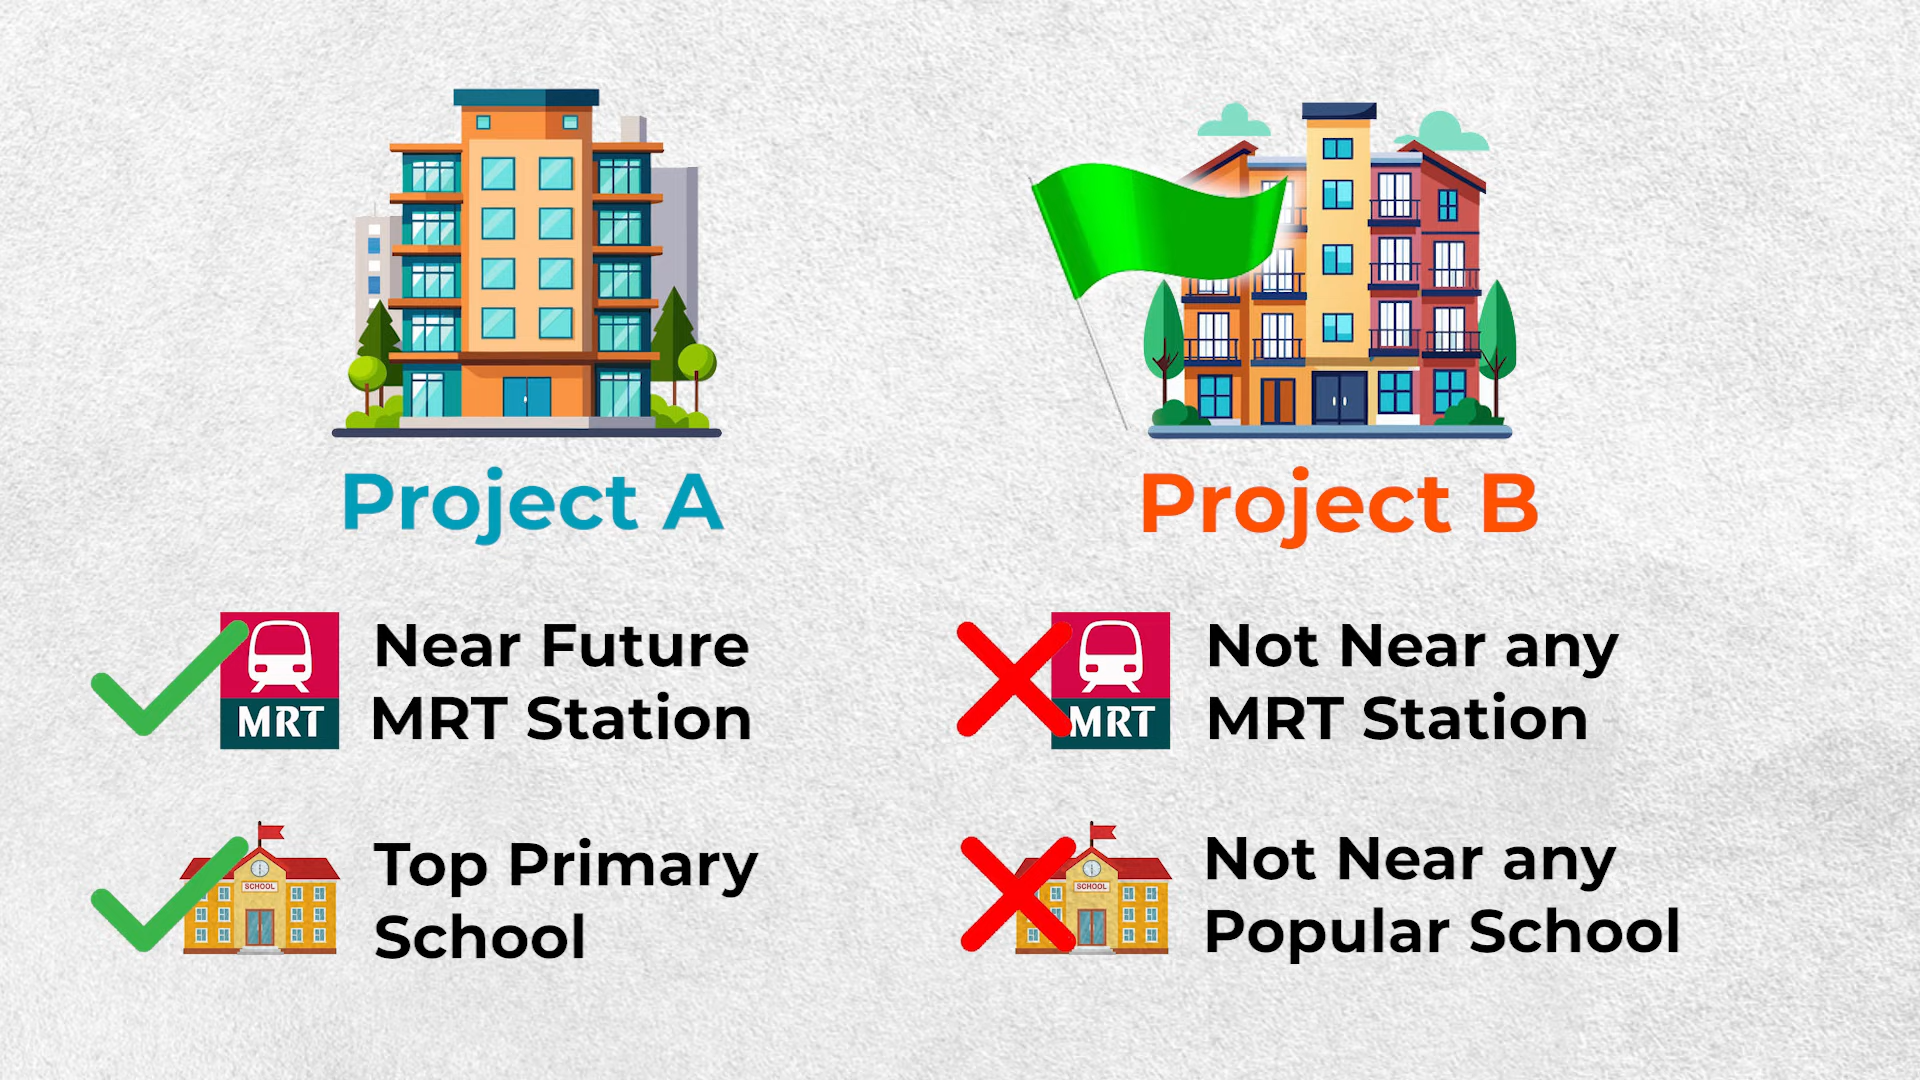 Project A
Project B
MRT
Near Future
MRT Station
MRT
Not Near any
MRT Station
SCHOOL
Top Primary
School
SCHOOL
Not Near any
Popular School